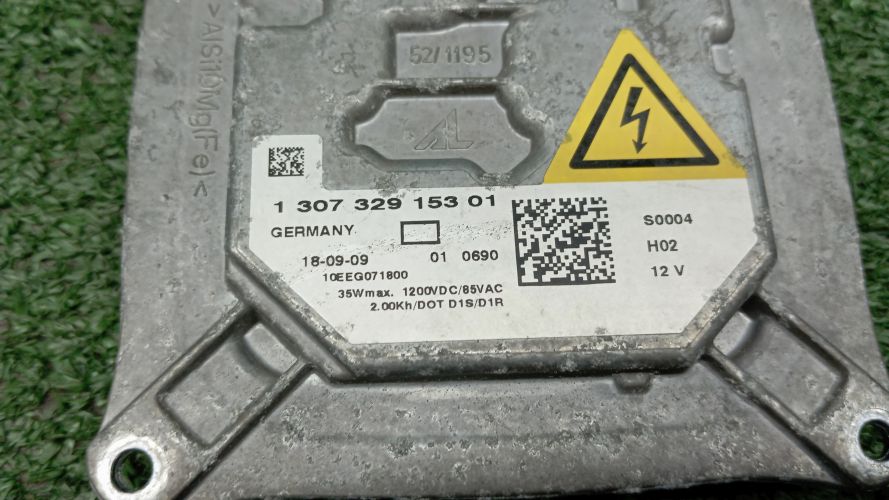 >ALSi10Mg(Fe)<
52/1195
AL
1 307 329 153 01
GERMANY
18-09-09
01 0690
10EEG071800
35Wmax. 1200VDC/85VAC
2.00Kh/DOT D1S/D1R
S0004
H02
12 V